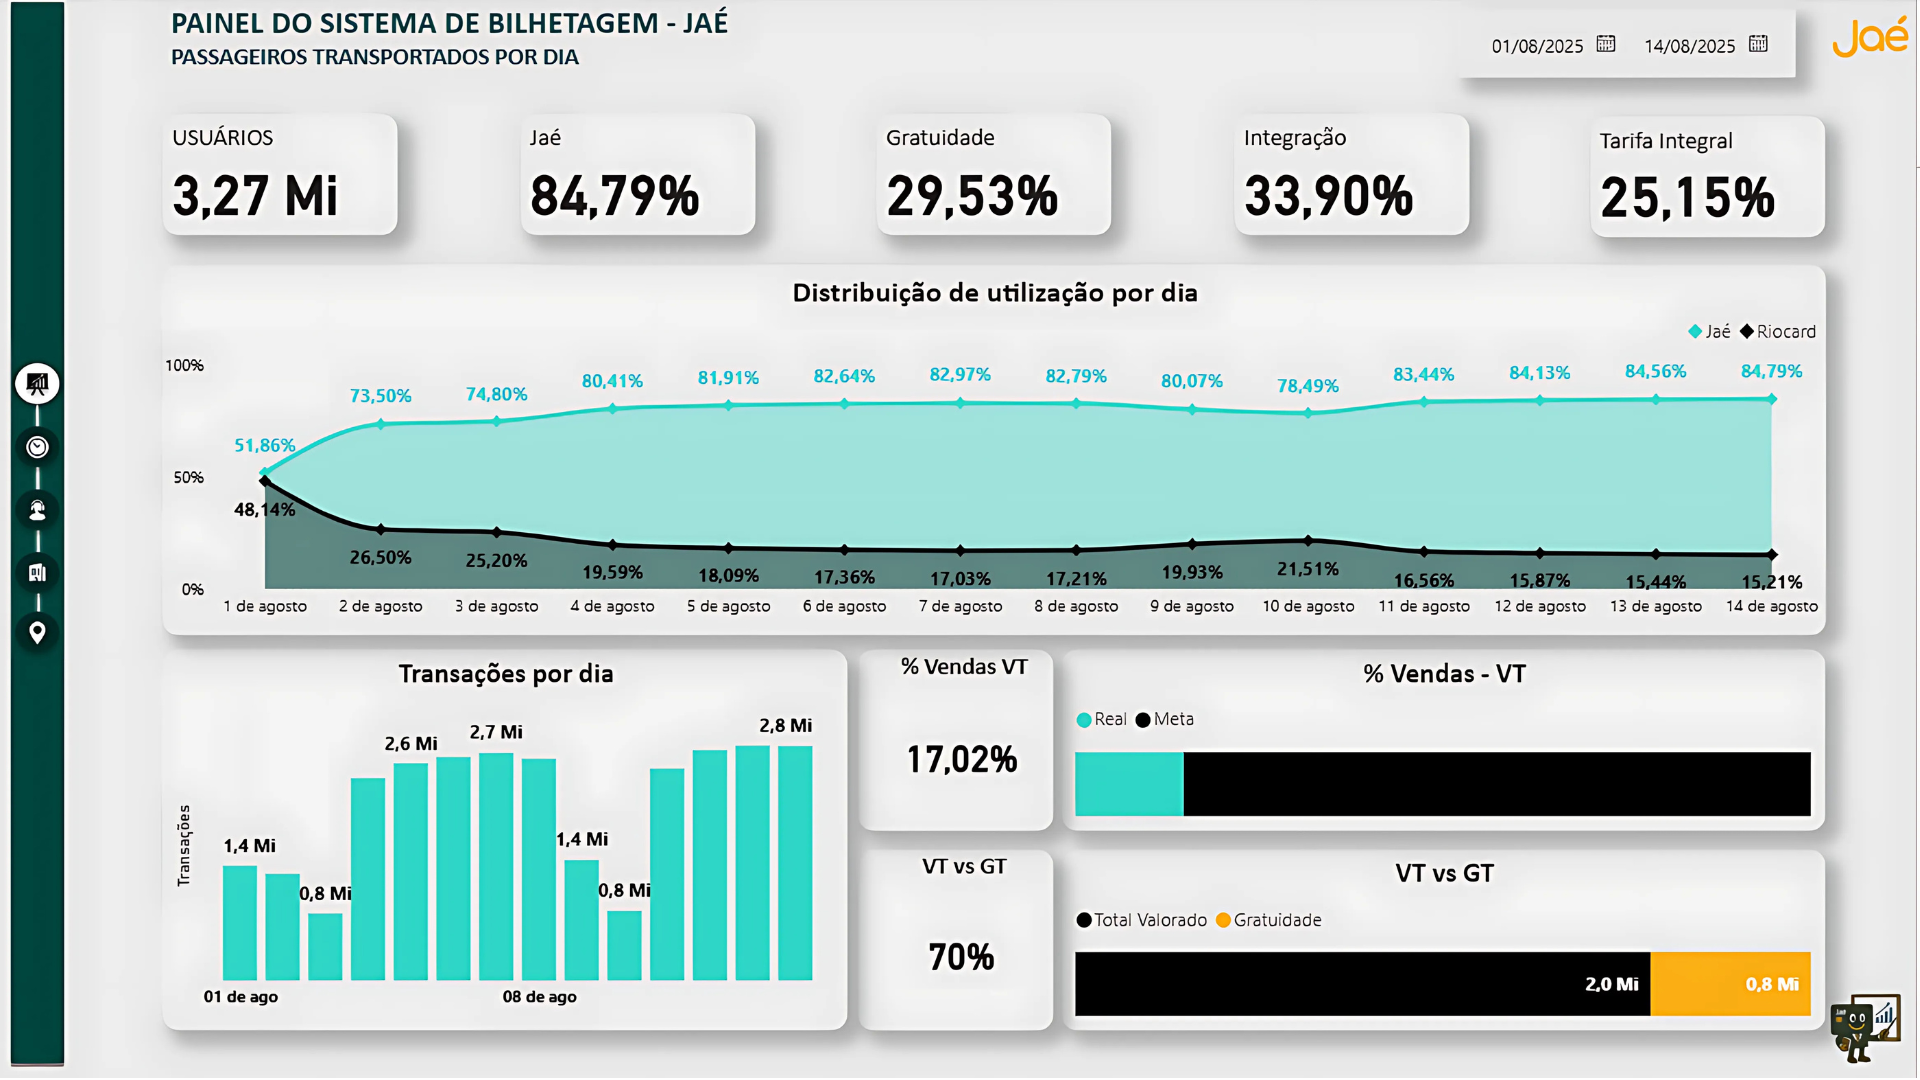 PAINEL DO SISTEMA DE BILHETAGEM - JAÉ
PASSAGEIROS TRANSPORTADOS POR DIA
01/08/2025 14/08/2025
Jaé
USUÁRIOS
3,27 Mi
Jaé
84,79%
Gratuidade
29,53%
Integração
33,90%
Tarifa Integral
25,15%
Distribuição de utilização por dia
Jaé Riocard
100%
50%
0%
51,86% 73,50% 74,80% 80,41% 81,91% 82,64% 82,97% 82,79% 80,07% 78,49% 83,44% 84,13% 84,56% 84,79%
48,14% 26,50% 25,20% 19,59% 18,09% 17,36% 17,03% 17,21% 19,93% 21,51% 16,56% 15,87% 15,44% 15,21%
1 de agosto 2 de agosto 3 de agosto 4 de agosto 5 de agosto 6 de agosto 7 de agosto 8 de agosto 9 de agosto 10 de agosto 11 de agosto 12 de agosto 13 de agosto 14 de agosto
Transações por dia
Transações
1,4 Mi 0,8 Mi 2,6 Mi 2,7 Mi 1,4 Mi 0,8 Mi 2,8 Mi
01 de ago 08 de ago
% Vendas VT
17,02%
% Vendas - VT
Real Meta
VT vs GT
70%
VT vs GT
Total Valorado Gratuidade
2,0 Mi 0,8 Mi